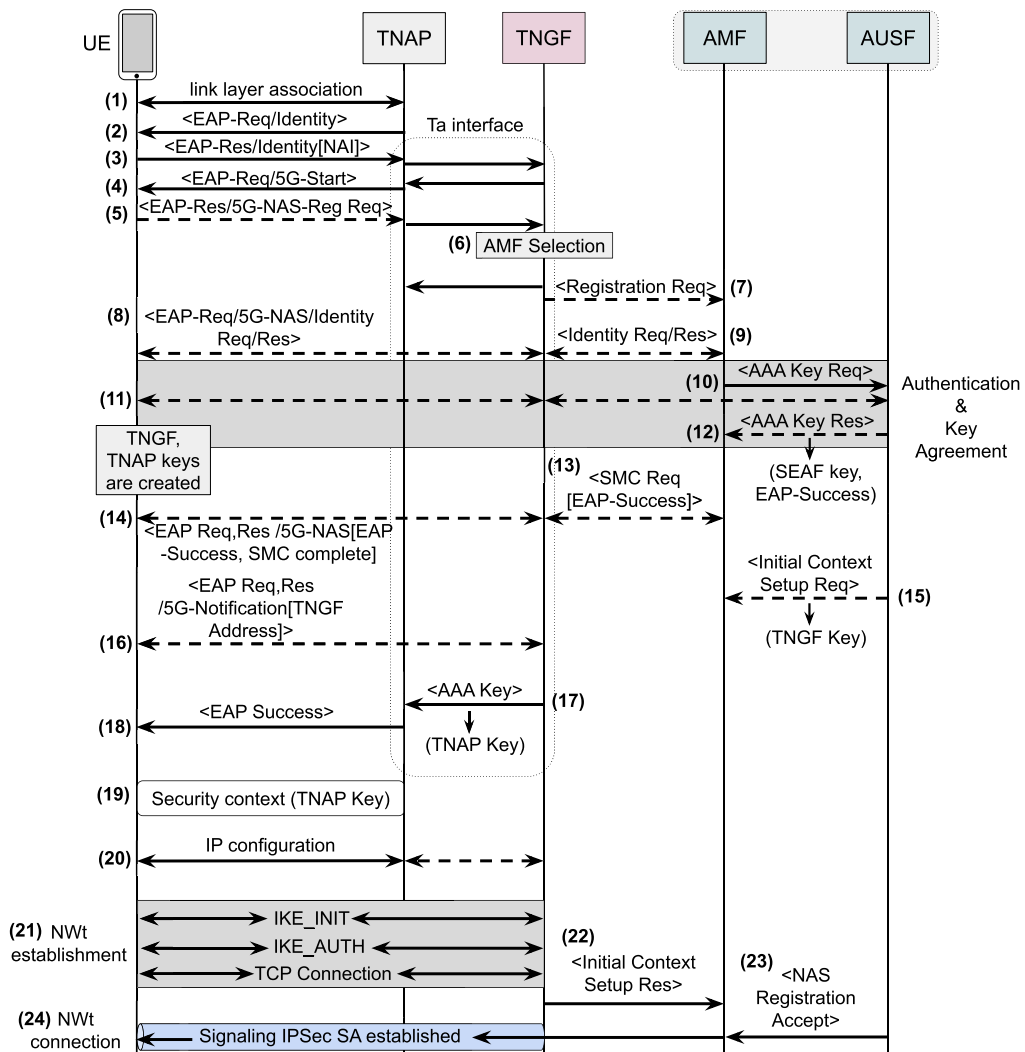 UE
TNAP
TNGF
AMF
AUSF
(1)
link layer association
(2)
<EAP-Req/Identity>
Ta interface
(3)
<EAP-Res/Identity[NAI]>
(4)
<EAP-Req/5G-Start>
(5)
<EAP-Res/5G-NAS-Reg Req>
(6)
AMF Selection
<Registration Req>
(7)
(8)
<EAP-Req/5G-NAS/Identity
Req/Res>
<Identity Req/Res>
(9)
(10)
<AAA Key Req>
Authentication
&
Key
Agreement
(11)
(12)
<AAA Key Res>
TNGF,
TNAP keys
are created
(SEAF key,
EAP-Success)
(13)
<SMC Req
[EAP-Success]>
(14)
<EAP Req,Res /5G-NAS[EAP
-Success, SMC complete]
<Initial Context
Setup Req>
(15)
(TNGF Key)
<EAP Req,Res
/5G-Notification[TNGF
Address]>
(16)
<AAA Key>
(17)
(TNAP Key)
(18)
<EAP Success>
(19)
Security context (TNAP Key)
(20)
IP configuration
(21) NWt
establishment
IKE_INIT
IKE_AUTH
TCP Connection
(22)
<Initial Context
Setup Res>
(23)
<NAS
Registration
Accept>
(24) NWt
connection
Signaling IPSec SA established